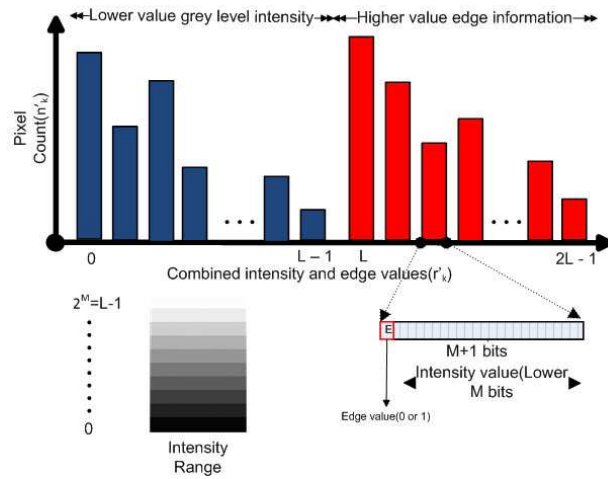 Lower value grey level intensity
Higher value edge information
Pixel
Count(n'ₖ)
. . .
. . .
0
L – 1
L
2L - 1
Combined intensity and edge values(r'ₖ)
2ᴹ=L-1
0
Intensity
Range
E
M+1 bits
Intensity value(Lower
M bits
Edge value(0 or 1)